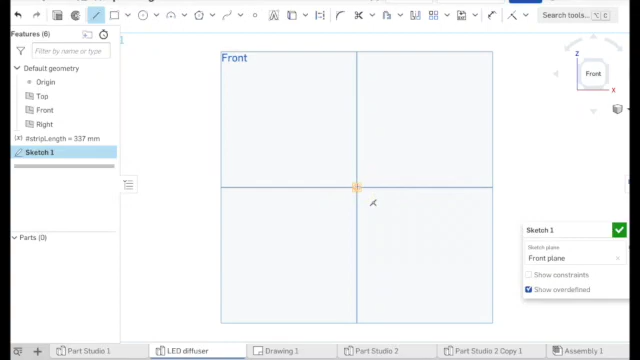 Search tools...
Features (6)
Filter by name or type
Default geometry
Origin
Top
Front
Right
(x) #stripLength = 337 mm
Sketch 1
Parts (0)
Front
Z
Front
X
Sketch 1
Sketch plane
Front plane
Show constraints
Show overdefined
Part Studio 1
LED diffuser
Drawing 1
Part Studio 2
Part Studio 2 Copy 1
Assembly 1